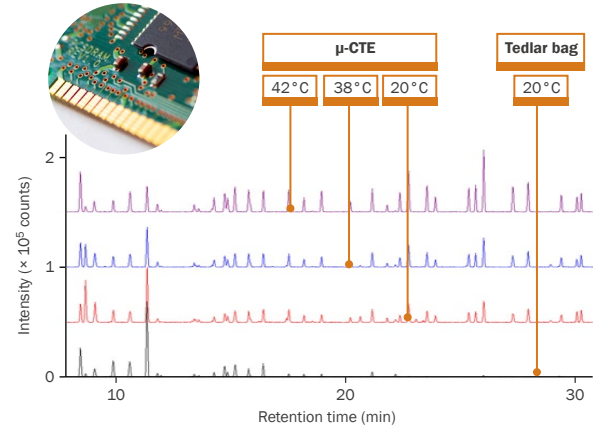 µ-CTE
Tedlar bag
42°C
38°C
20°C
20°C
2
1
0
Intensity (× 10⁵ counts)
10
20
30
Retention time (min)